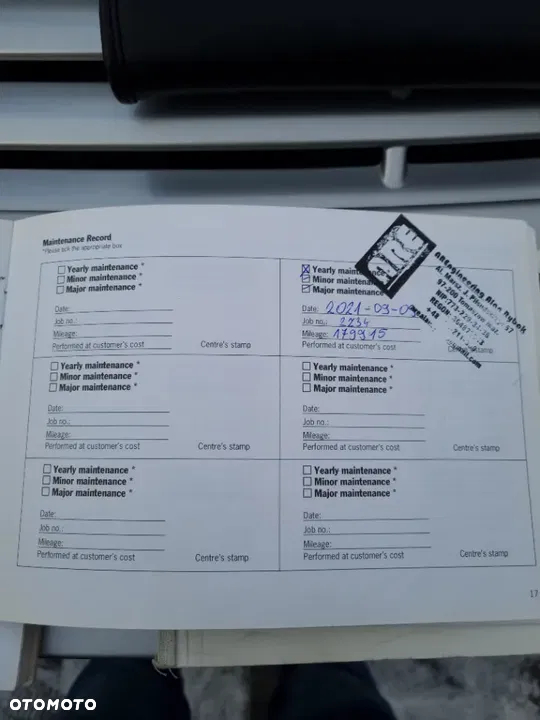 Maintenance Record
*Please tick the appropriate box
Yearly maintenance *
Minor maintenance *
Major maintenance *
Date:
Job no.:
Mileage:
Performed at customer's cost
Centre's stamp
X Yearly maintenance
Minor maintenance
Major maintenance
Date: 2021-03-0
Job no.: 2234
Mileage: 179915
Performed at customer's cost
stamp
Yearly maintenance *
Minor maintenance *
Major maintenance *
Date:
Job no.:
Mileage:
Performed at customer's cost
Centre's stamp
Yearly maintenance *
Minor maintenance *
Major maintenance *
Date:
Job no.:
Mileage:
Performed at customer's cost
Centre's stamp
Yearly maintenance *
Minor maintenance *
Major maintenance *
Date:
Job no.:
Mileage:
Performed at customer's cost
Centre's stamp
Yearly maintenance *
Minor maintenance *
Major maintenance *
Date:
Job no.:
Mileage:
Performed at customer's cost
Centre's stamp
17
OTOMOTO